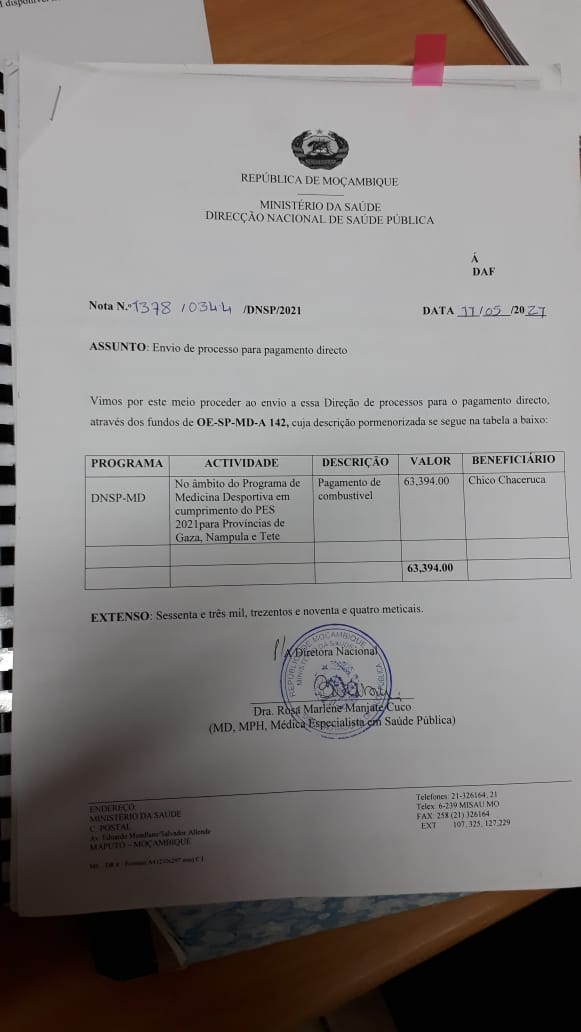 REPÚBLICA DE MOÇAMBIQUE
MINISTÉRIO DA SAÚDE
DIRECÇÃO NACIONAL DE SAÚDE PÚBLICA
Á
DAF
Nota N.º 1378 /0344 /DNSP/2021
DATA 11/05 /2021
ASSUNTO: Envio de processo para pagamento directo
Vimos por este meio proceder ao envio a essa Direção de processos para o pagamento directo,
através dos fundos de OE-SP-MD-A 142, cuja descrição pormenorizada se segue na tabela a baixo:
PROGRAMA ACTIVIDADE DESCRIÇÃO VALOR BENEFICIÁRIO
DNSP-MD
No âmbito do Programa de
Medicina Desportiva em
cumprimento do PES
2021para Províncias de
Gaza, Nampula e Tete
Pagamento de
combustível
63,394.00
Chico Chaceruca
63,394.00
EXTENSO: Sessenta e três mil, trezentos e noventa e quatro meticais.
P/ A Diretora Nacional
REPÚBLICA DE MOÇAMBIQUE
MINISTÉRIO DA SAÚDE
Dra. Rosa Marlene Manjate Cuco
(MD, MPH, Médica Especialista em Saúde Pública)
ENDEREÇO:
MINISTÉRIO DA SAÚDE
C. POSTAL
Av. Eduardo Mondlane/Salvador Allende
MAPUTO – MOÇAMBIQUE
Telefones: 21-326164, 21
Telex: 6-239 MISAU MO
FAX: 258 (21) 326164
EXT 107, 325, 127,229